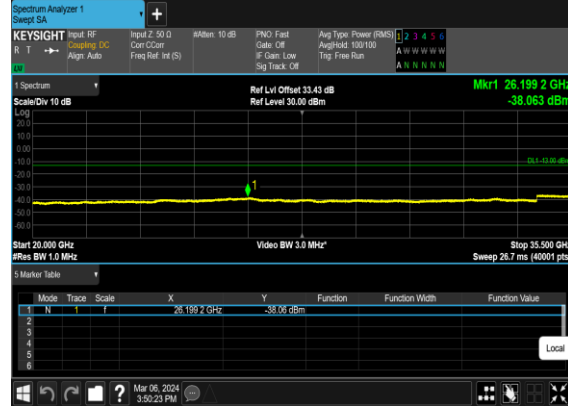 Spectrum Analyzer 1
Swept SA
+
KEYSIGHT
R T
LV
Input: RF
Coupling: DC
Align: Auto
Input Z: 50 Ω
Corr CCorr
Freq Ref: Int (S)
#Atten: 10 dB
PNO: Fast
Gate: Off
IF Gain: Low
Sig Track: Off
Avg Type: Power (RMS)
Avg|Hold: 100/100
Trig: Free Run
1 2 3 4 5 6
A W W W W W
A N N N N N
1 Spectrum
Scale/Div 10 dB
Ref Lvl Offset 33.43 dB
Ref Level 30.00 dBm
Mkr1 26.199 2 GHz
-38.063 dBm
Log
20.0
10.0
0.0
-10.0
-20.0
-30.0
-40.0
-50.0
-60.0
DL1 -13.00 dBm
1
Start 20.000 GHz
#Res BW 1.0 MHz
Video BW 3.0 MHz*
Stop 35.500 GHz
Sweep 26.7 ms (40001 pts)
5 Marker Table
Mode Trace Scale X Y Function Function Width Function Value
1 N 1 f 26.199 2 GHz -38.06 dBm
2
3
4
5
6
Local
?
Mar 06, 2024
3:50:23 PM